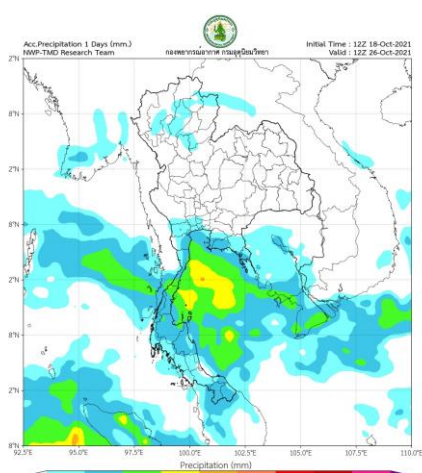 Acc.Precipitation 1 Days (mm.)
NWP-TMD Research Team
กองพยากรณ์อากาศ กรมอุตุนิยมวิทยา
Initial Time : 12Z 18-Oct-2021
Valid : 12Z 26-Oct-2021
2°N
8°N
2°N
8°N
2°N
8°N
2°N
8°N
92.5°E 95.0°E 97.5°E 100.0°E 102.5°E 105.0°E 107.5°E 110.0°E
Precipitation (mm)